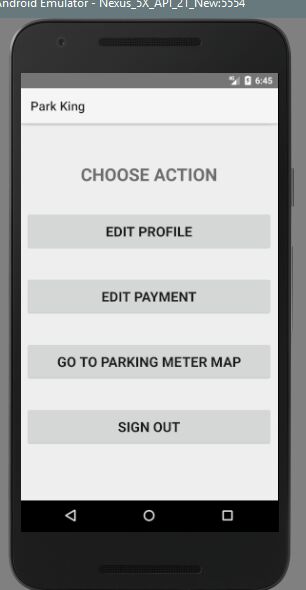 Android Emulator - Nexus_5X_API_21_New:5554
6:45
Park King
CHOOSE ACTION
EDIT PROFILE
EDIT PAYMENT
GO TO PARKING METER MAP
SIGN OUT